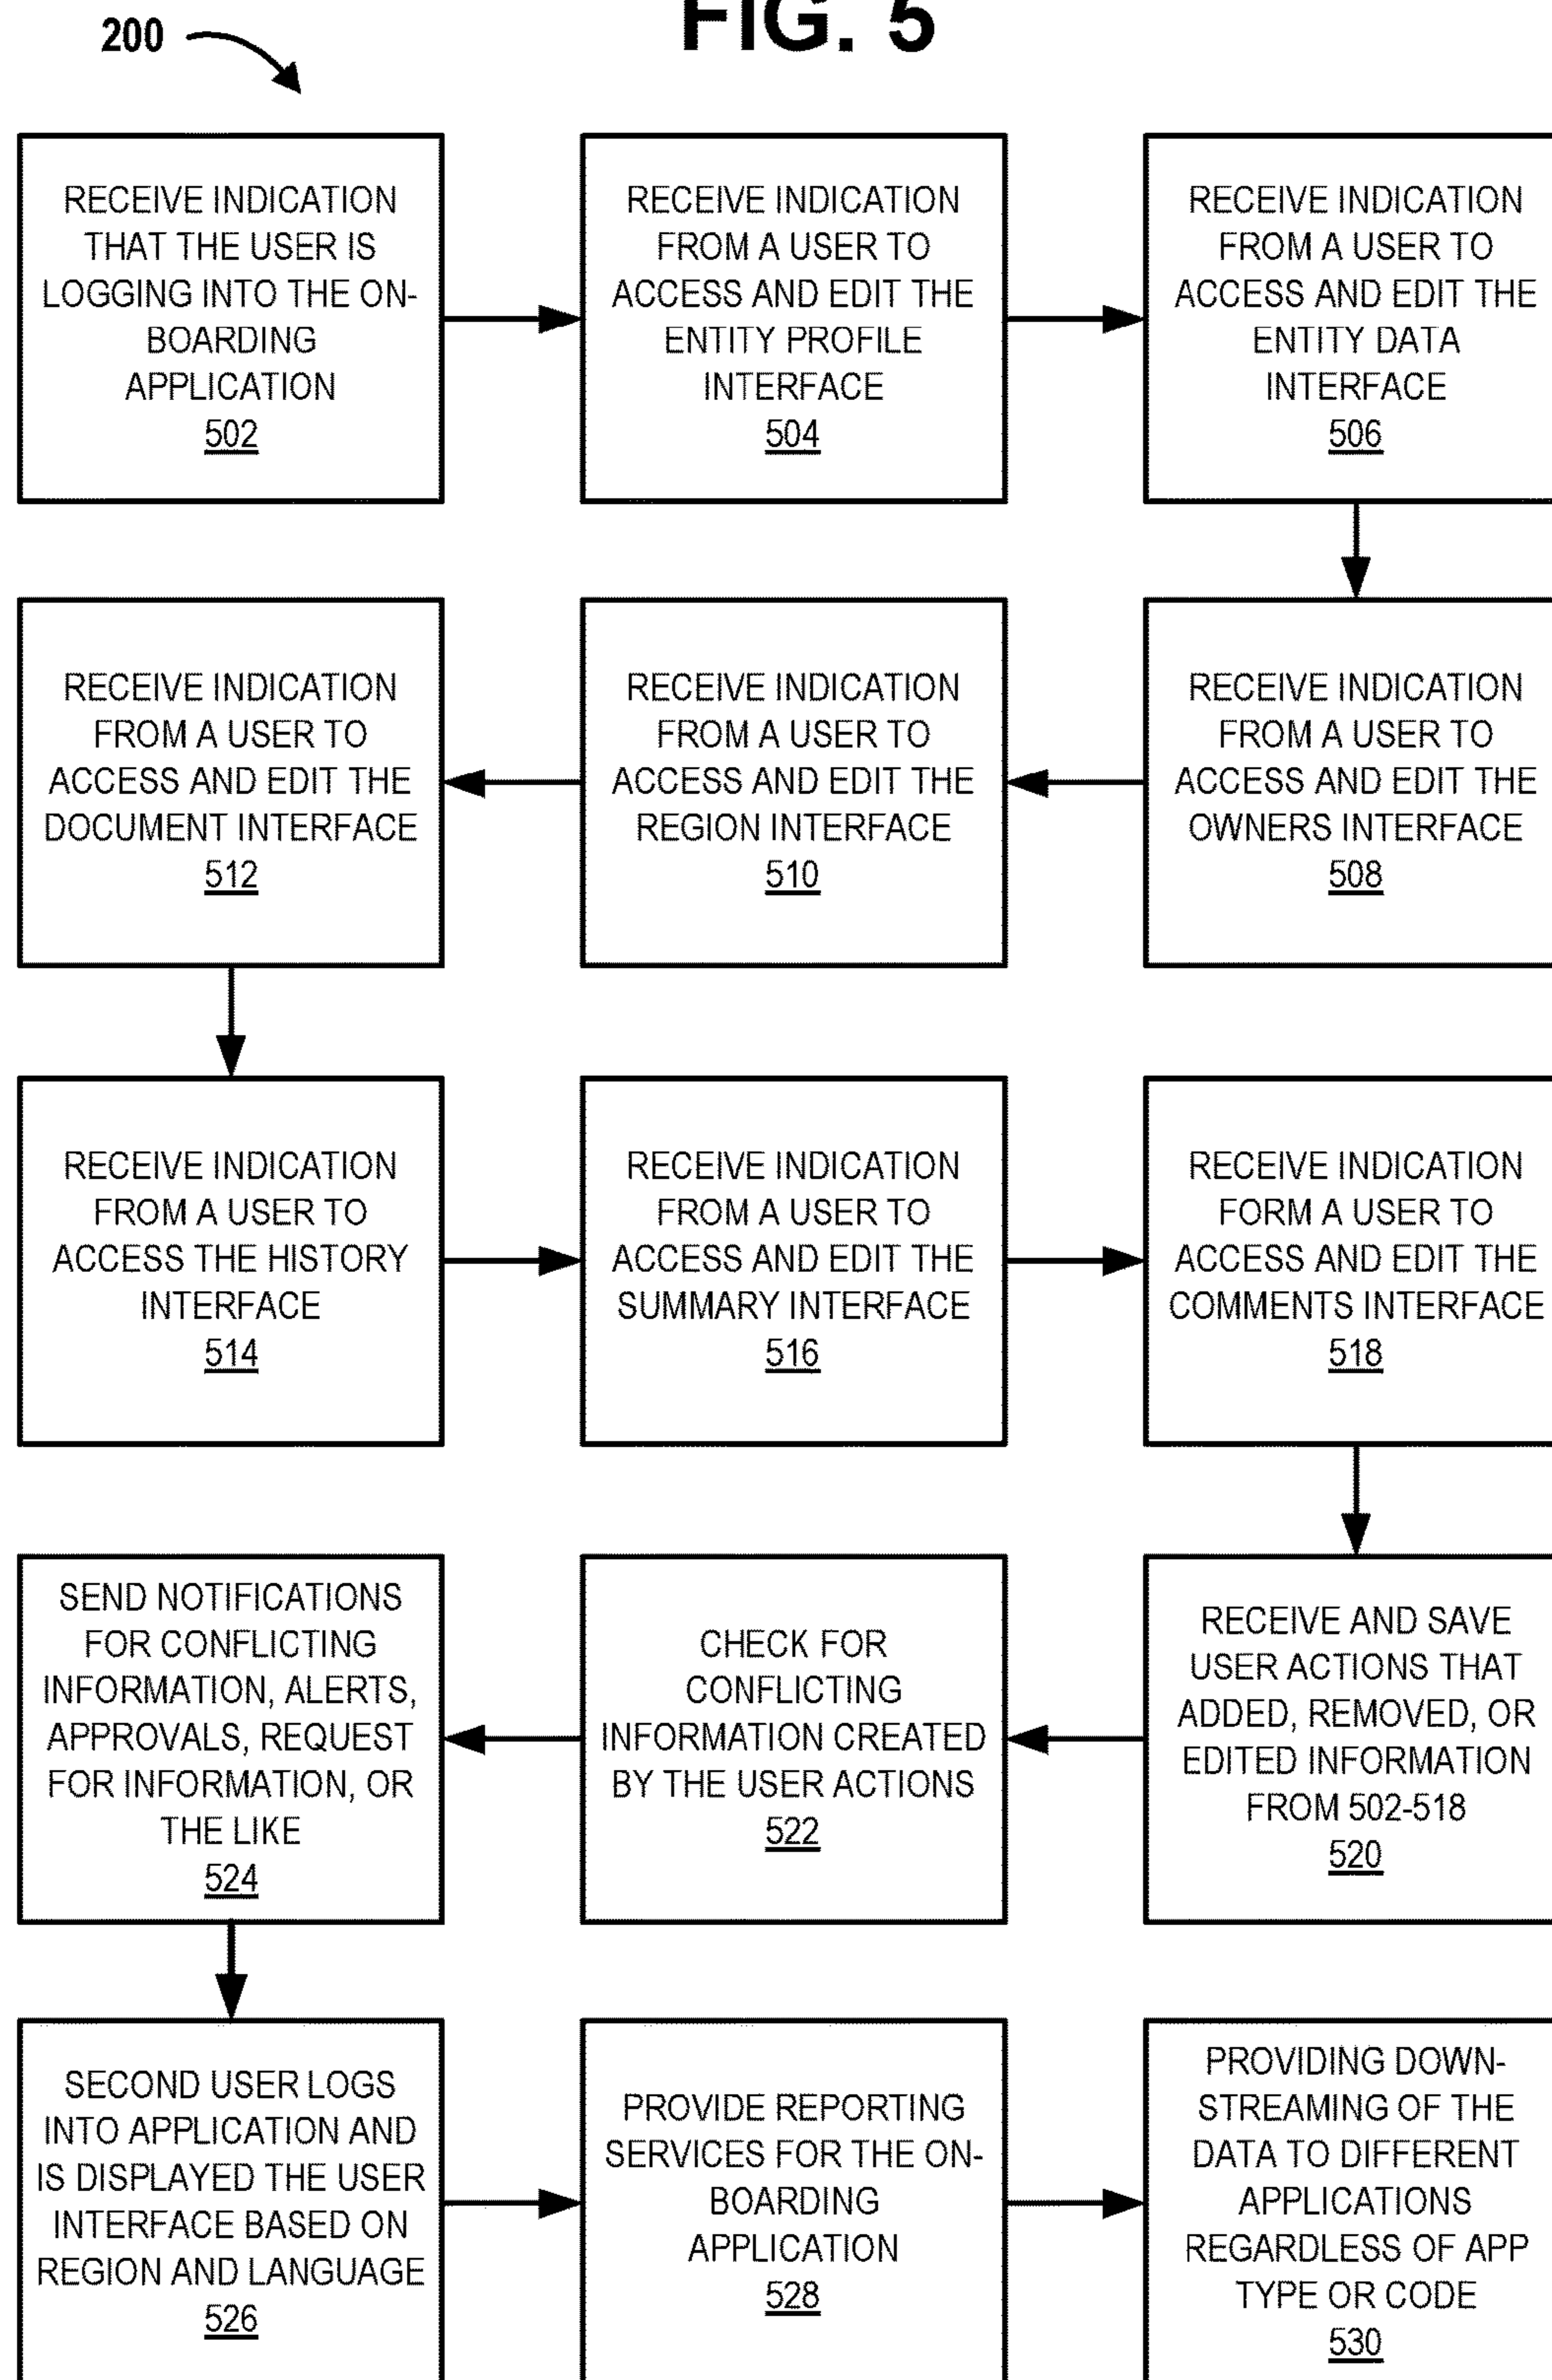 FIG. 5
200
RECEIVE INDICATION
THAT THE USER IS
LOGGING INTO THE ON-
BOARDING
APPLICATION
502
RECEIVE INDICATION
FROM A USER TO
ACCESS AND EDIT THE
ENTITY PROFILE
INTERFACE
504
RECEIVE INDICATION
FROM A USER TO
ACCESS AND EDIT THE
ENTITY DATA
INTERFACE
506
RECEIVE INDICATION
FROM A USER TO
ACCESS AND EDIT THE
OWNERS INTERFACE
508
RECEIVE INDICATION
FROM A USER TO
ACCESS AND EDIT THE
REGION INTERFACE
510
RECEIVE INDICATION
FROM A USER TO
ACCESS AND EDIT THE
DOCUMENT INTERFACE
512
RECEIVE INDICATION
FROM A USER TO
ACCESS THE HISTORY
INTERFACE
514
RECEIVE INDICATION
FROM A USER TO
ACCESS AND EDIT THE
SUMMARY INTERFACE
516
RECEIVE INDICATION
FORM A USER TO
ACCESS AND EDIT THE
COMMENTS INTERFACE
518
RECEIVE AND SAVE
USER ACTIONS THAT
ADDED, REMOVED, OR
EDITED INFORMATION
FROM 502-518
520
CHECK FOR
CONFLICTING
INFORMATION CREATED
BY THE USER ACTIONS
522
SEND NOTIFICATIONS
FOR CONFLICTING
INFORMATION, ALERTS,
APPROVALS, REQUEST
FOR INFORMATION, OR
THE LIKE
524
SECOND USER LOGS
INTO APPLICATION AND
IS DISPLAYED THE USER
INTERFACE BASED ON
REGION AND LANGUAGE
526
PROVIDE REPORTING
SERVICES FOR THE ON-
BOARDING
APPLICATION
528
PROVIDING DOWN-
STREAMING OF THE
DATA TO DIFFERENT
APPLICATIONS
REGARDLESS OF APP
TYPE OR CODE
530